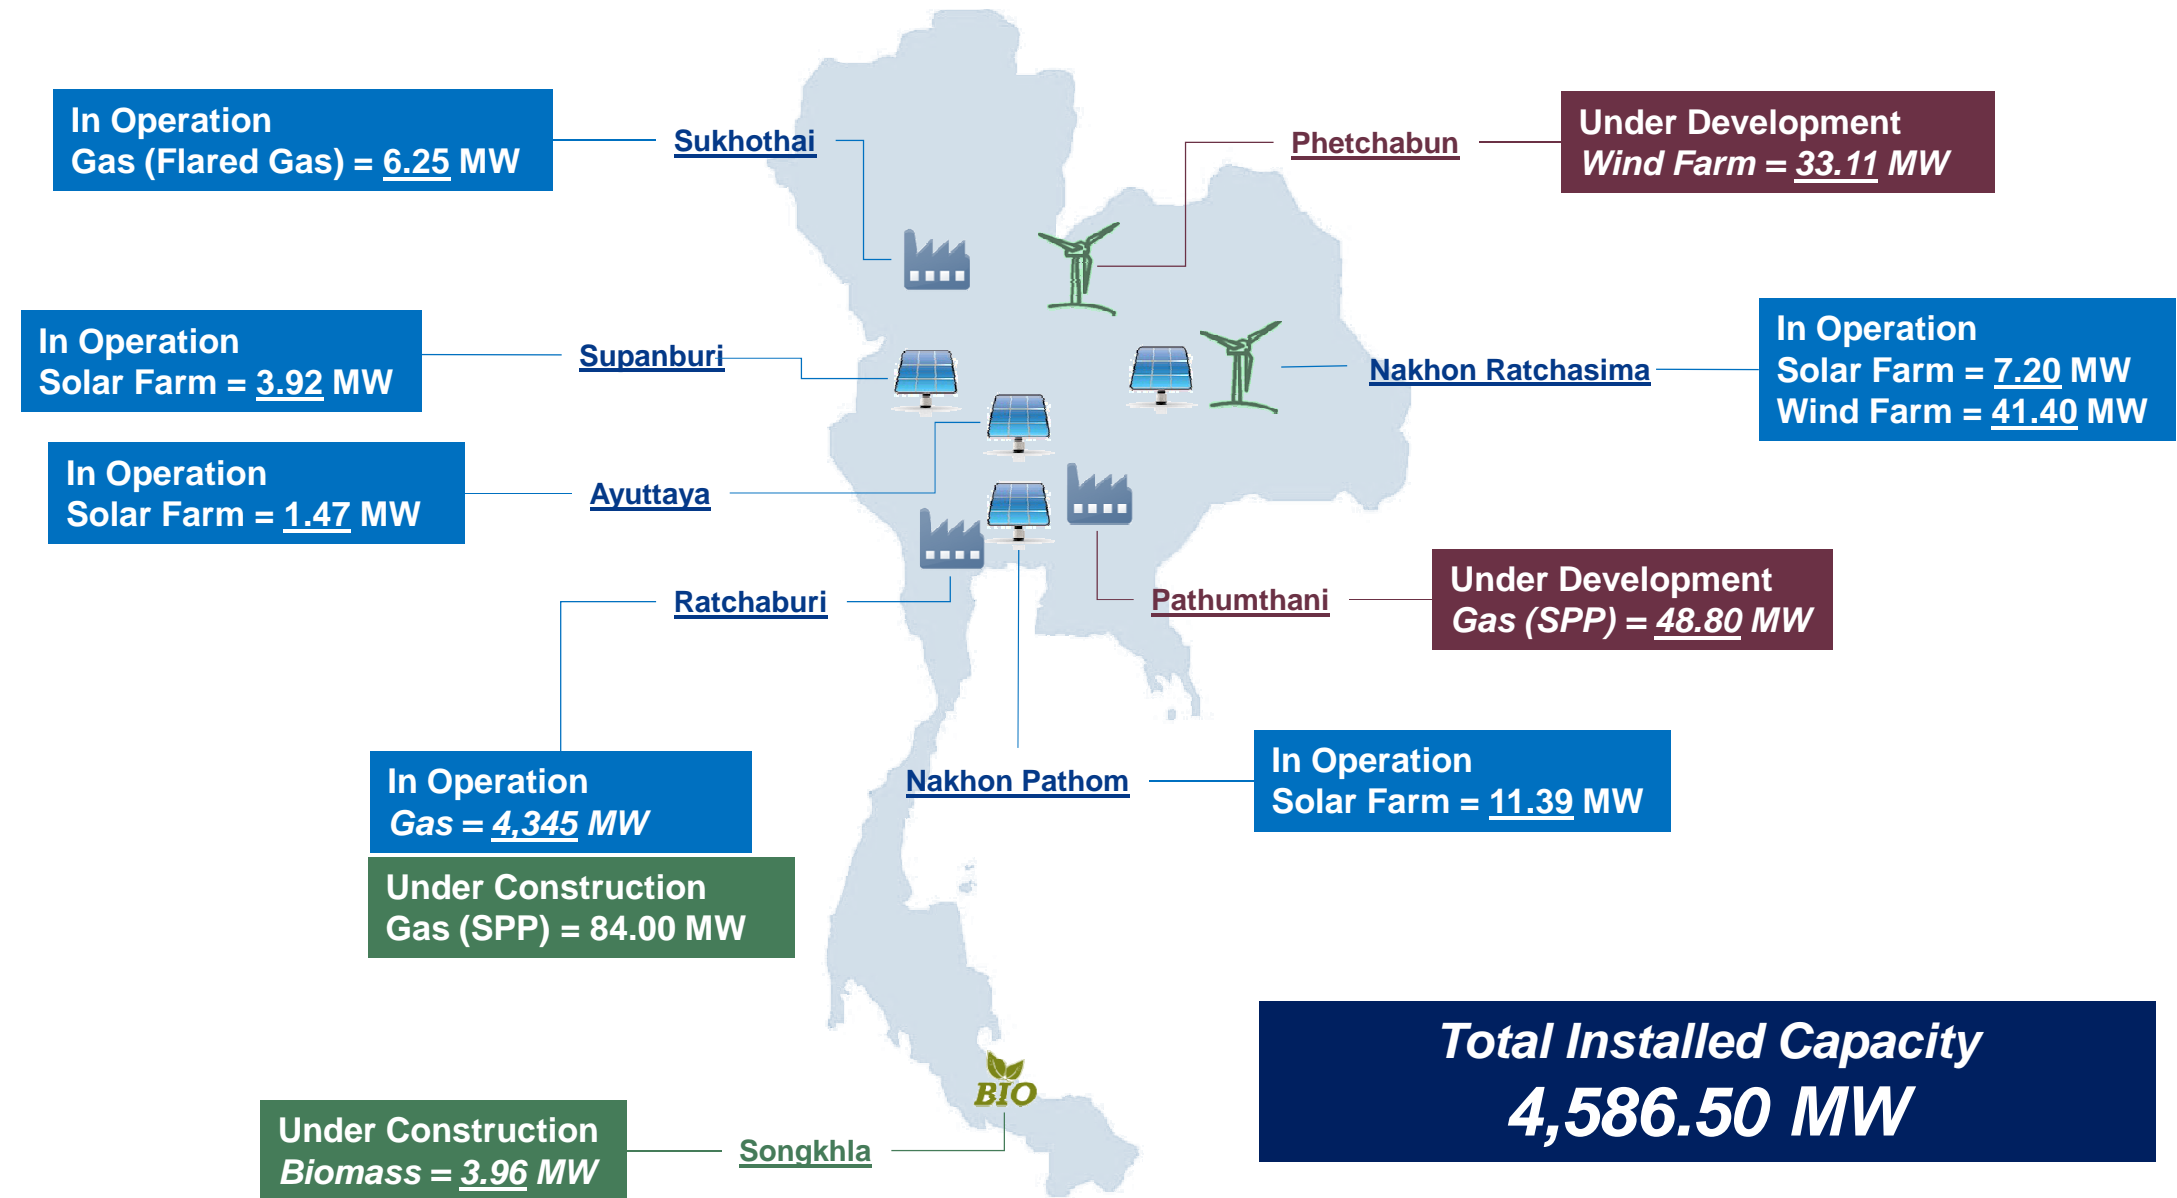 In Operation
Gas (Flared Gas) = 6.25 MW
Sukhothai
Phetchabun
Under Development
Wind Farm = 33.11 MW
In Operation
Solar Farm = 3.92 MW
Supanburi
Nakhon Ratchasima
In Operation
Solar Farm = 7.20 MW
Wind Farm = 41.40 MW
In Operation
Solar Farm = 1.47 MW
Ayuttaya
Ratchaburi
Pathumthani
Under Development
Gas (SPP) = 48.80 MW
In Operation
Gas = 4,345 MW
Under Construction
Gas (SPP) = 84.00 MW
Nakhon Pathom
In Operation
Solar Farm = 11.39 MW
BIO
Under Construction
Biomass = 3.96 MW
Songkhla
Total Installed Capacity
4,586.50 MW